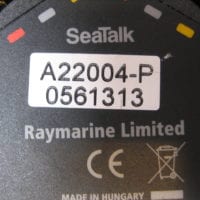 SeaTalk
A22004-P
0561313
Raymarine Limited
CE
MADE IN HUNGARY